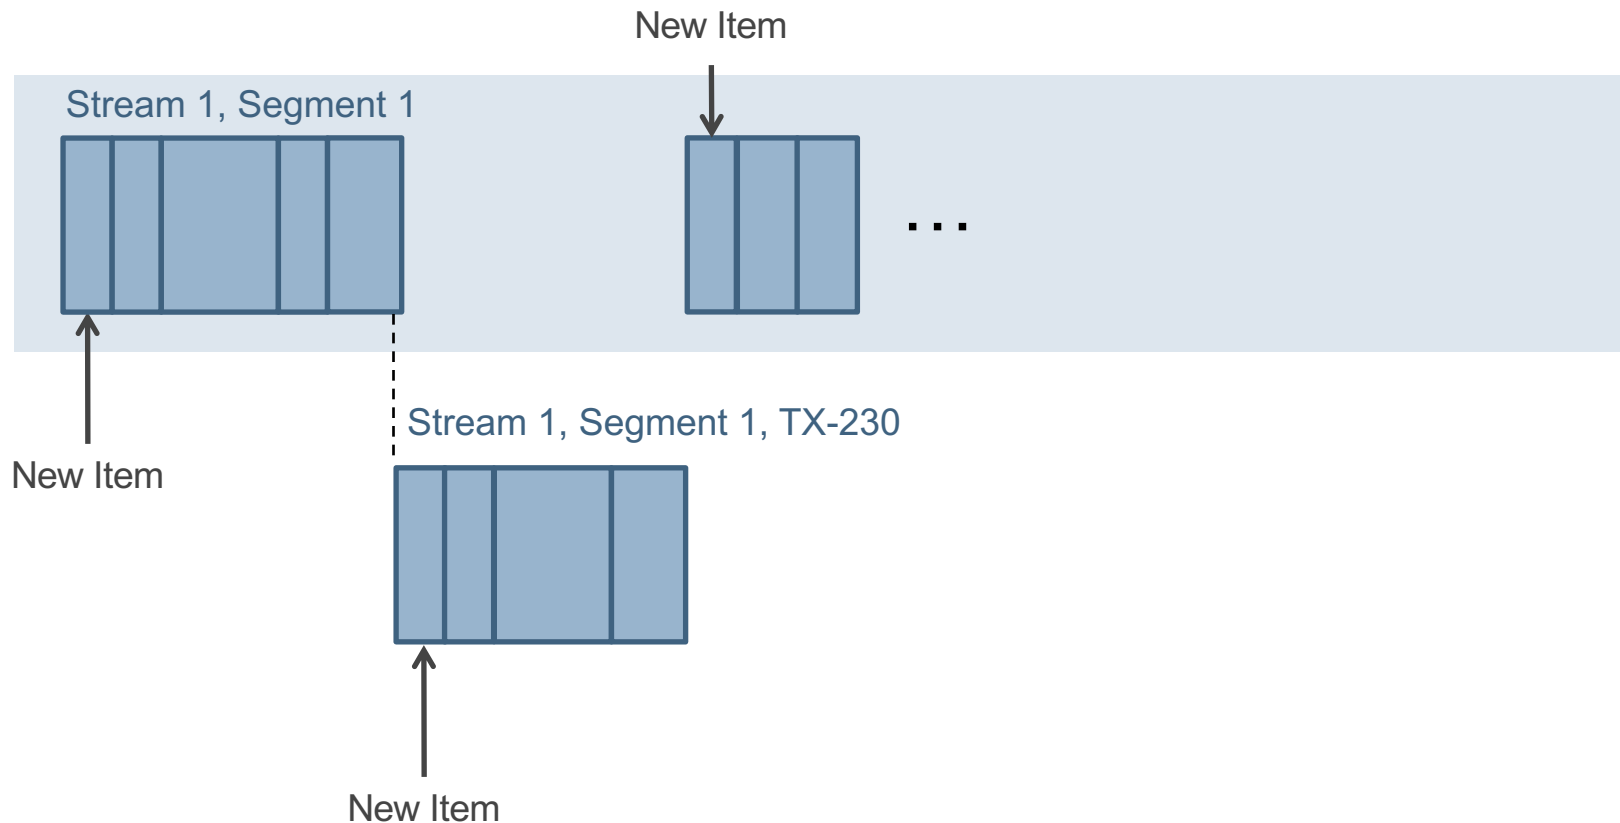 New Item
Stream 1, Segment 1
...
Stream 1, Segment 1, TX-230
New Item
New Item